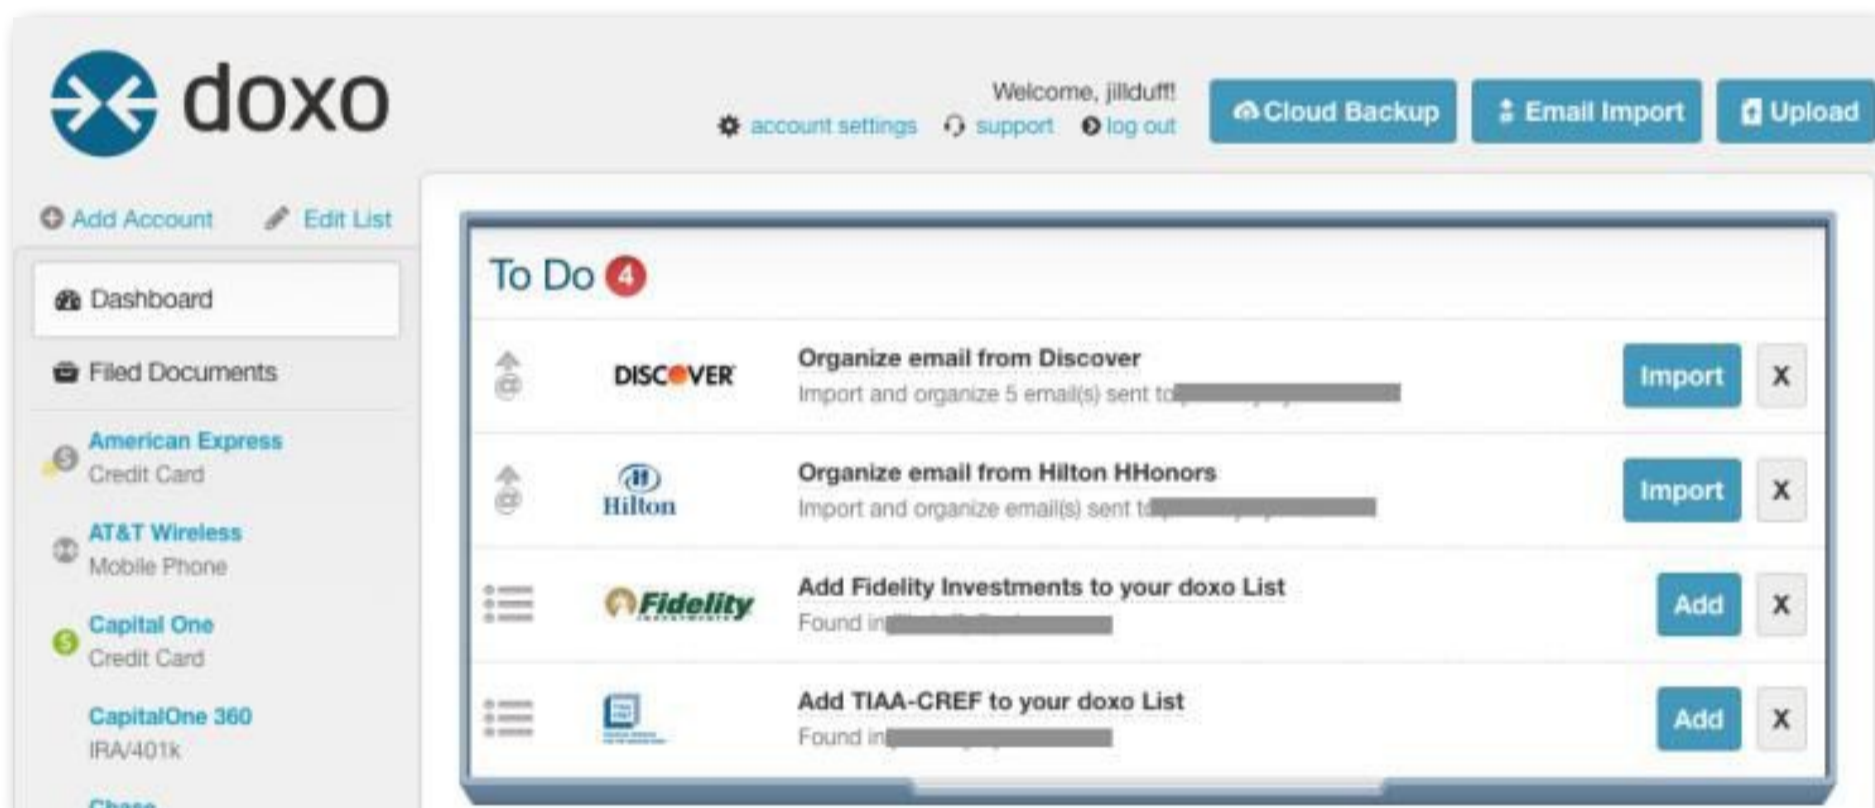 doxo
Welcome, jillduff!
account settings support log out
Cloud Backup
Email Import
Upload
Add Account Edit List
Dashboard
Filed Documents
American Express
Credit Card
AT&T Wireless
Mobile Phone
Capital One
Credit Card
CapitalOne 360
IRA/401k
Chase
To Do 4
DISCOVER
Organize email from Discover
Import and organize 5 email(s) sent to
Import X
Hilton
Organize email from Hilton HHonors
Import and organize email(s) sent to
Import X
Fidelity
INVESTMENTS
Add Fidelity Investments to your doxo List
Found in
Add X
Add TIAA-CREF to your doxo List
Found in
Add X